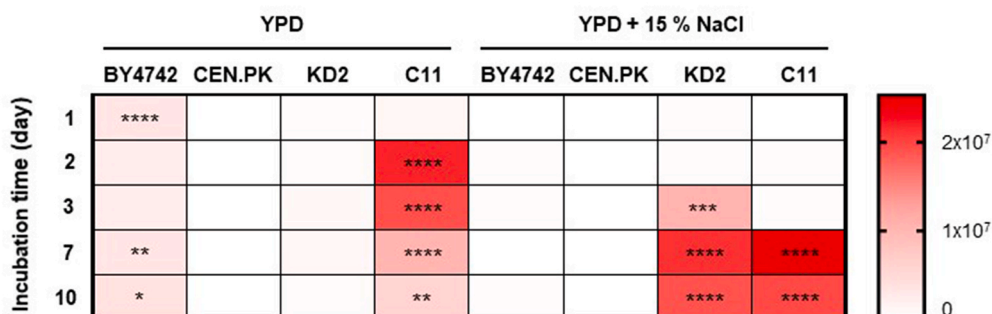 YPD YPD + 15 % NaCl
BY4742 CEN.PK KD2 C11 BY4742 CEN.PK KD2 C11
Incubation time (day)
1 ****
2 **** 2x10⁷
3 **** ***
7 ** **** **** **** 1x10⁷
10 * ** **** **** 0